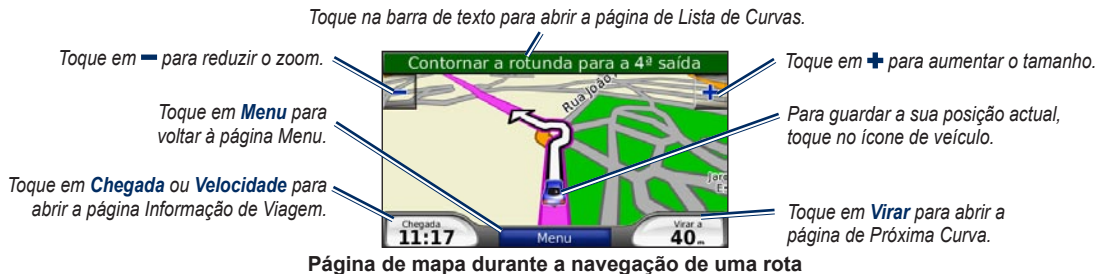 Toque na barra de texto para abrir a página de Lista de Curvas.
Toque em − para reduzir o zoom.
Toque em + para aumentar o tamanho.
Toque em Menu para
voltar à página Menu.
Para guardar a sua posição actual,
toque no ícone de veículo.
Toque em Chegada ou Velocidade para
abrir a página Informação de Viagem.
Toque em Virar para abrir a
página de Próxima Curva.
Contornar a rotunda para a 4ª saída
Rua João
Chegada
11:17
Menu
Virar a
40
Página de mapa durante a navegação de uma rota